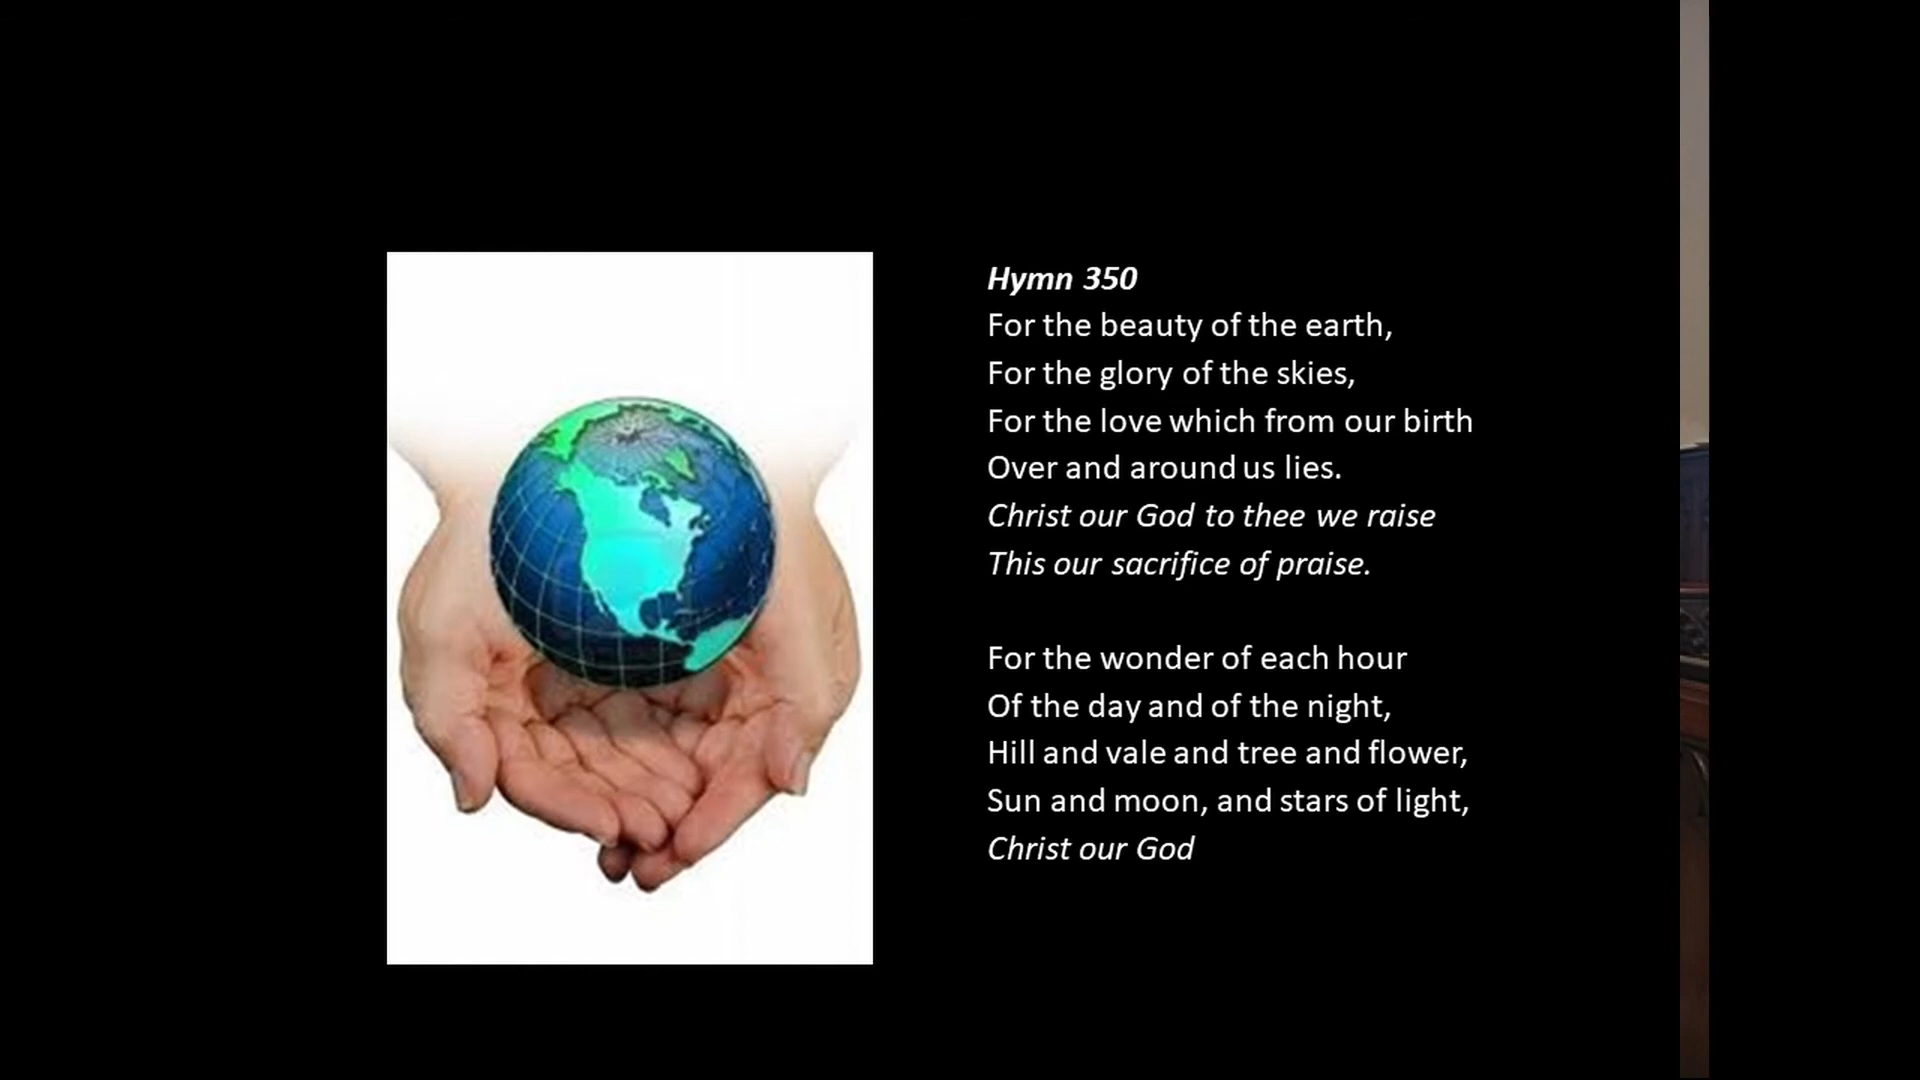 Hymn 350
For the beauty of the earth,
For the glory of the skies,
For the love which from our birth
Over and around us lies.
Christ our God to thee we raise
This our sacrifice of praise.
For the wonder of each hour
Of the day and of the night,
Hill and vale and tree and flower,
Sun and moon, and stars of light,
Christ our God